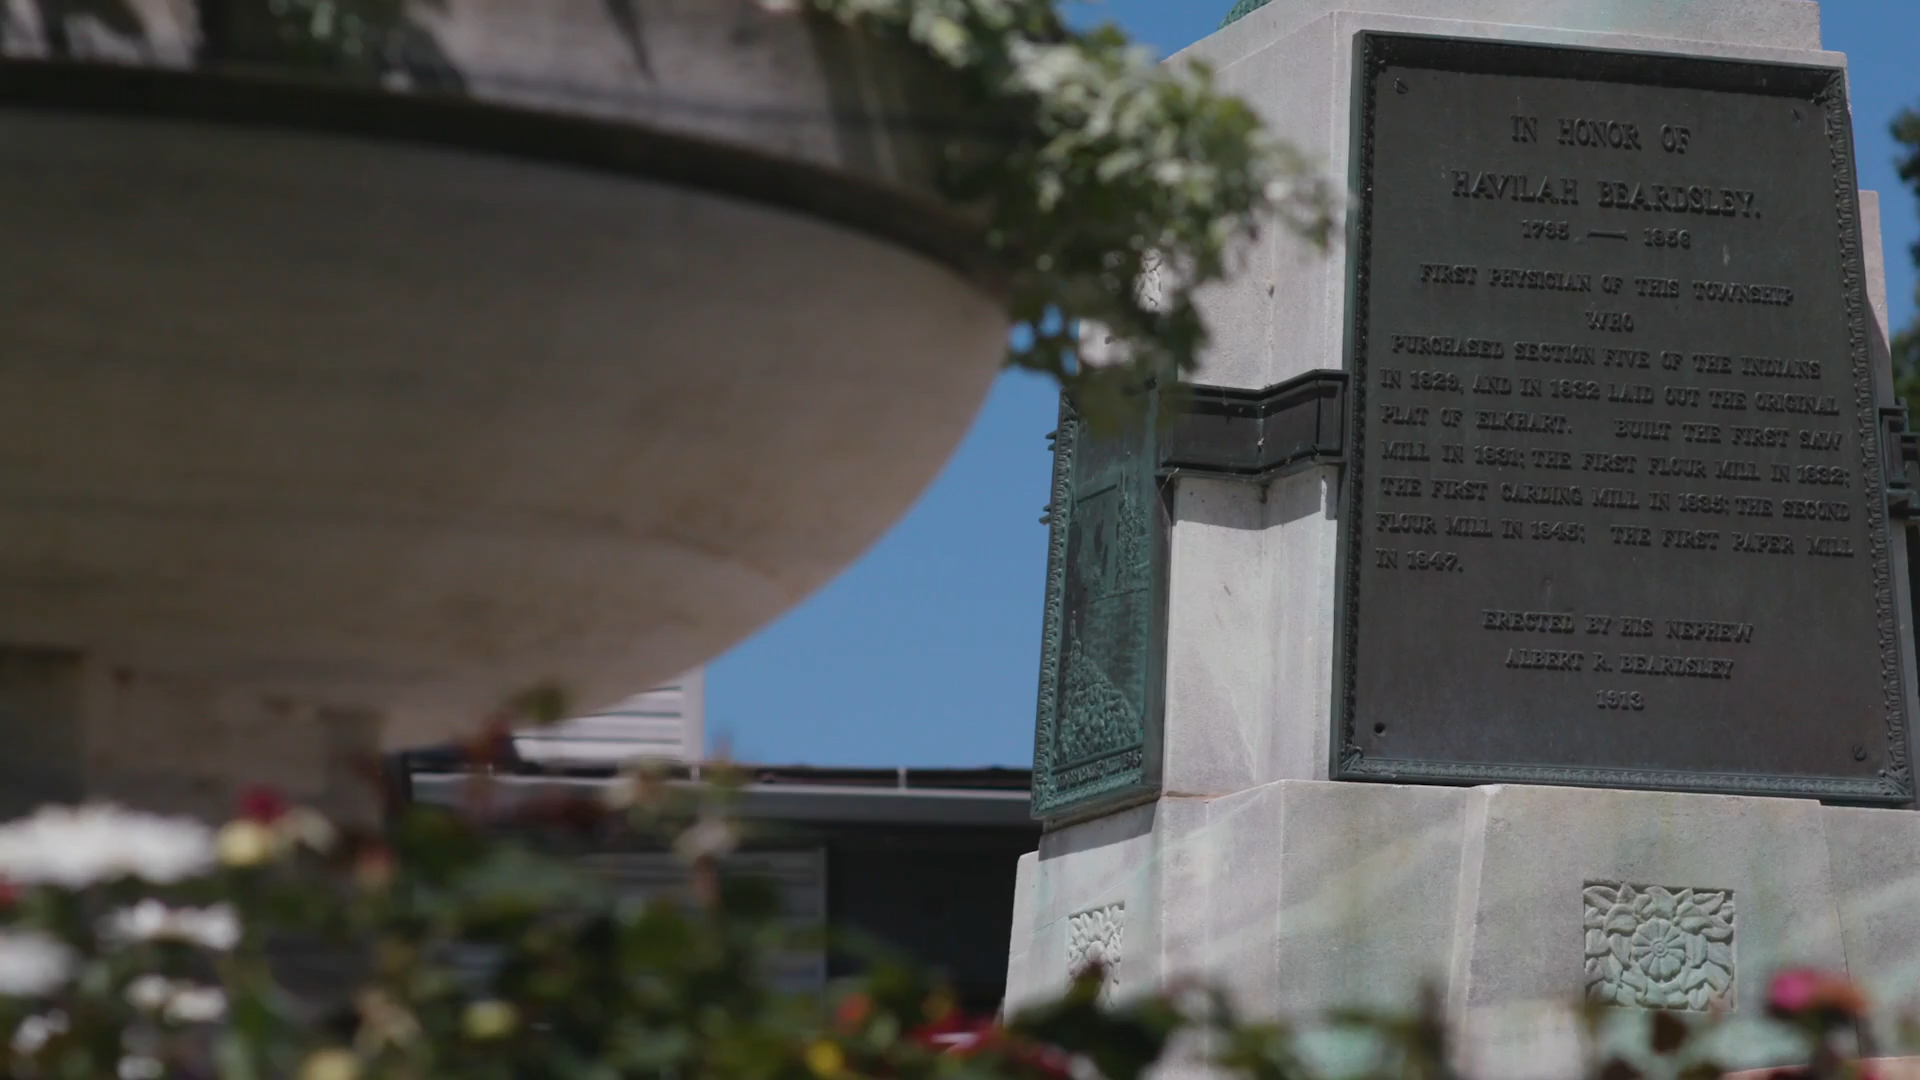 IN HONOR OF
HAVILAH BEARDSLEY.
1795 — 1856
FIRST PHYSICIAN OF THIS TOWNSHIP
WHO
PURCHASED SECTION FIVE OF THE INDIANS
IN 1829, AND IN 1832 LAID OUT THE ORIGINAL
PLAT OF ELKHART. BUILT THE FIRST SAW
MILL IN 1831; THE FIRST FLOUR MILL IN 1832;
THE FIRST CARDING MILL IN 1835; THE SECOND
FLOUR MILL IN 1845; THE FIRST PAPER MILL
IN 1847.
ERECTED BY HIS NEPHEW
ALBERT R. BEARDSLEY
1913